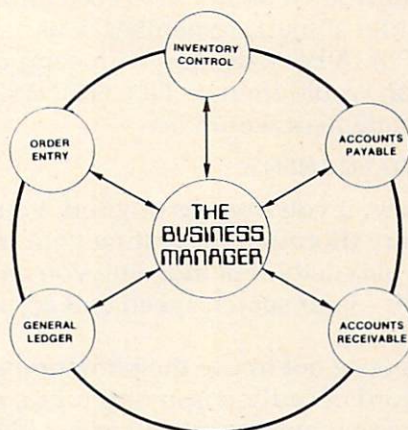 INVENTORY
CONTROL
ORDER
ENTRY
ACCOUNTS
PAYABLE
THE
BUSINESS
MANAGER
GENERAL
LEDGER
ACCOUNTS
RECEIVABLE